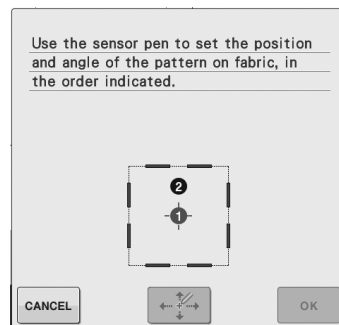 Use the sensor pen to set the position
and angle of the pattern on fabric, in
the order indicated.
2
1
CANCEL
OK